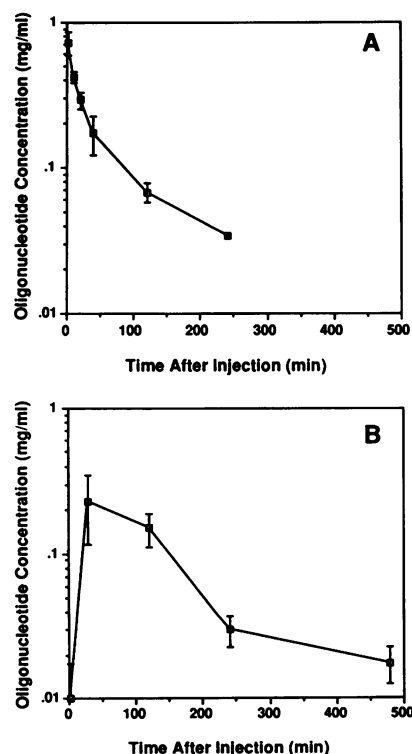 A
Oligonucleotide Concentration (mg/ml)
1
.1
.01
0 100 200 300 400 500
Time After Injection (min)
B
Oligonucleotide Concentration (mg/ml)
1
.1
.01
0 100 200 300 400 500
Time After Injection (min)